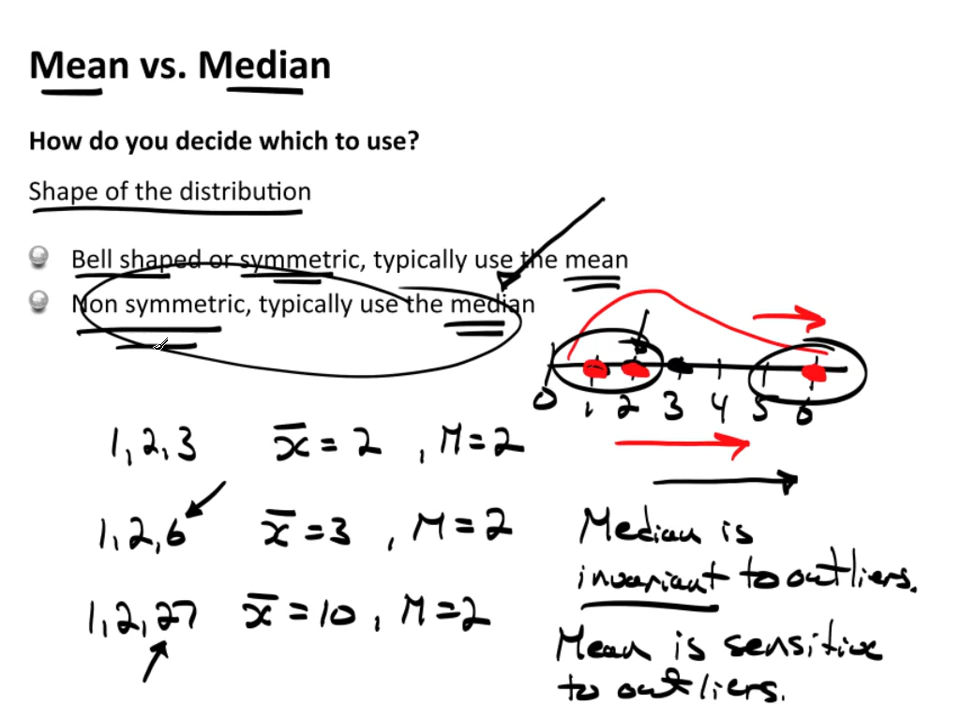 Mean vs. Median
How do you decide which to use?
Shape of the distribution
Bell shaped or symmetric, typically use the mean
Non symmetric, typically use the median
0 1 2 3 4 5 6
1, 2, 3 x̄ = 2 , M = 2
1, 2, 6 x̄ = 3 , M = 2
1, 2, 27 x̄ = 10 , M = 2
Median is
invariant to outliers.
Mean is sensitive
to outliers.